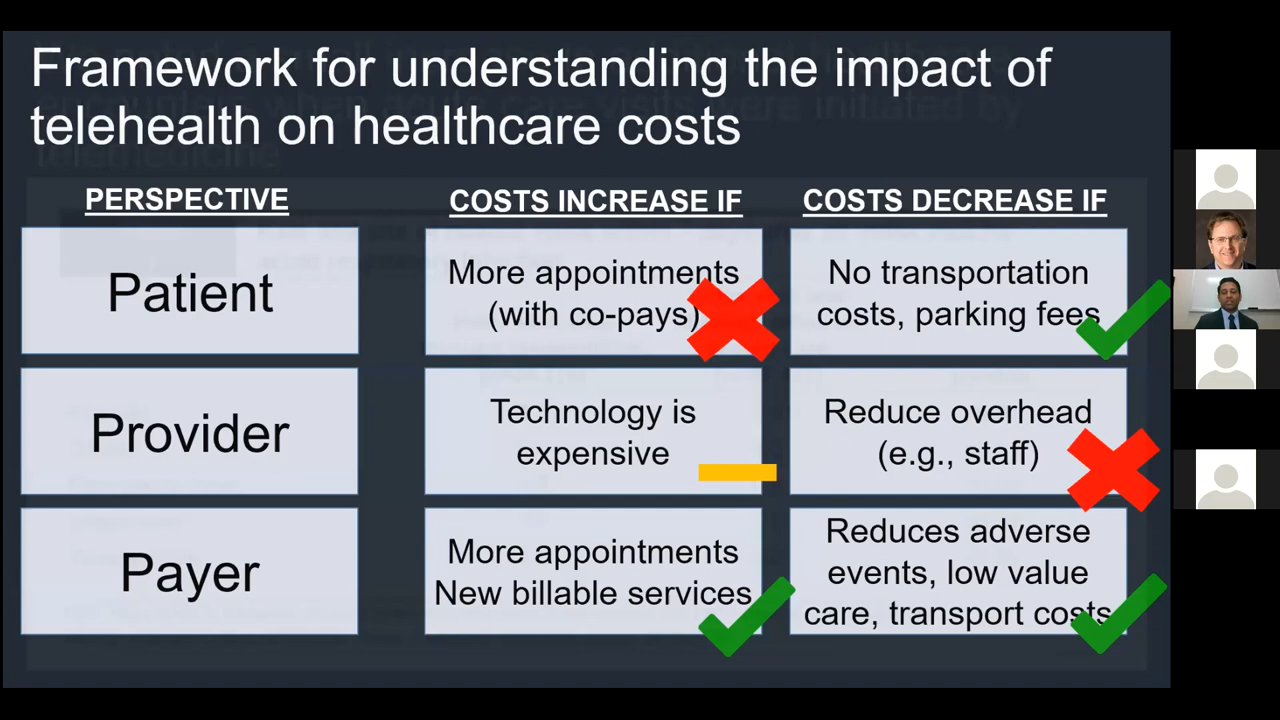 Framework for understanding the impact of
telehealth on healthcare costs
PERSPECTIVE
COSTS INCREASE IF
COSTS DECREASE IF
Patient
More appointments
(with co-pays)
No transportation
costs, parking fees
Provider
Technology is
expensive
Reduce overhead
(e.g., staff)
Payer
More appointments
New billable services
Reduces adverse
events, low value
care, transport costs